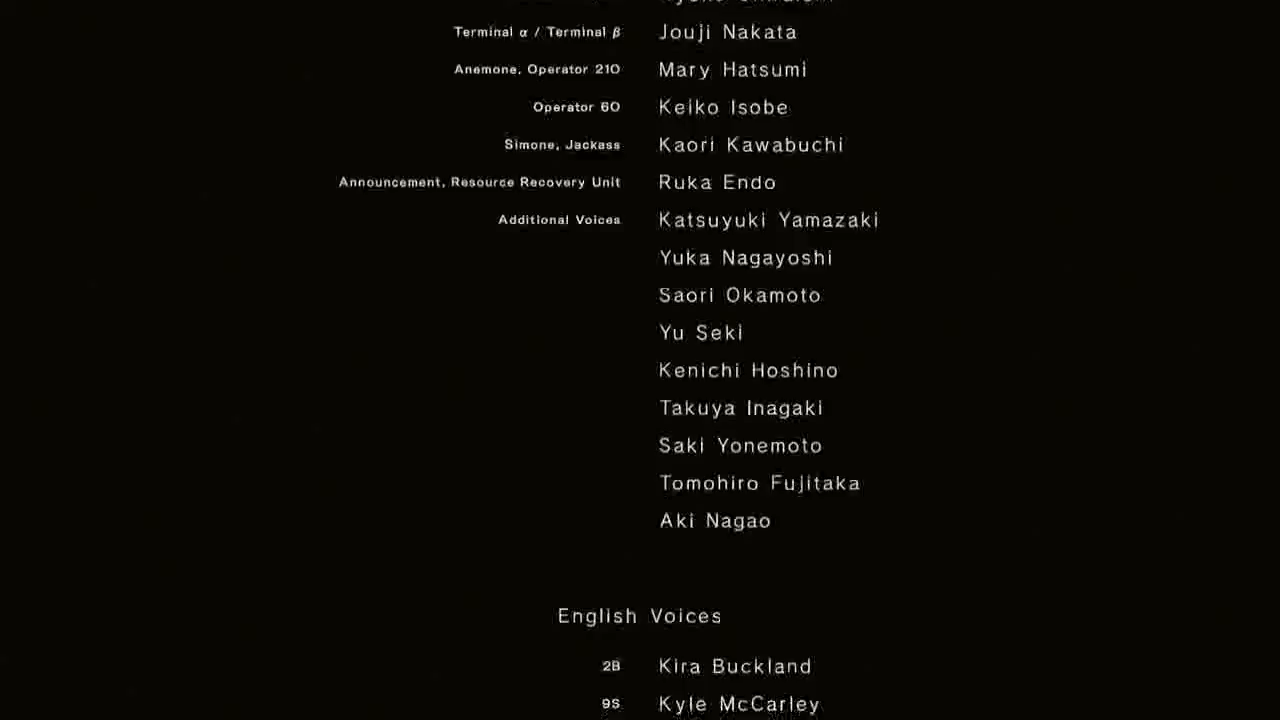 Terminal α / Terminal β Jouji Nakata
Anemone, Operator 21O Mary Hatsumi
Operator 6O Keiko Isobe
Simone, Jackass Kaori Kawabuchi
Announcement, Resource Recovery Unit Ruka Endo
Additional Voices Katsuyuki Yamazaki
Yuka Nagayoshi
Saori Okamoto
Yu Seki
Kenichi Hoshino
Takuya Inagaki
Saki Yonemoto
Tomohiro Fujitaka
Aki Nagao
English Voices
2B Kira Buckland
9S Kyle McCarley